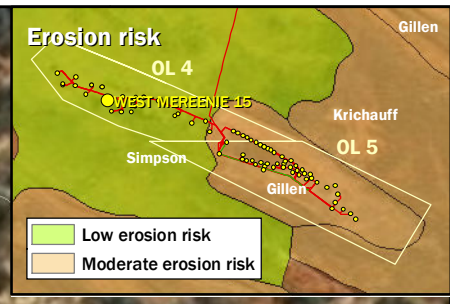 Erosion risk
Gillen
OL 4
WEST MEREENIE 15
Krichauff
OL 5
Simpson
Gillen
Low erosion risk
Moderate erosion risk